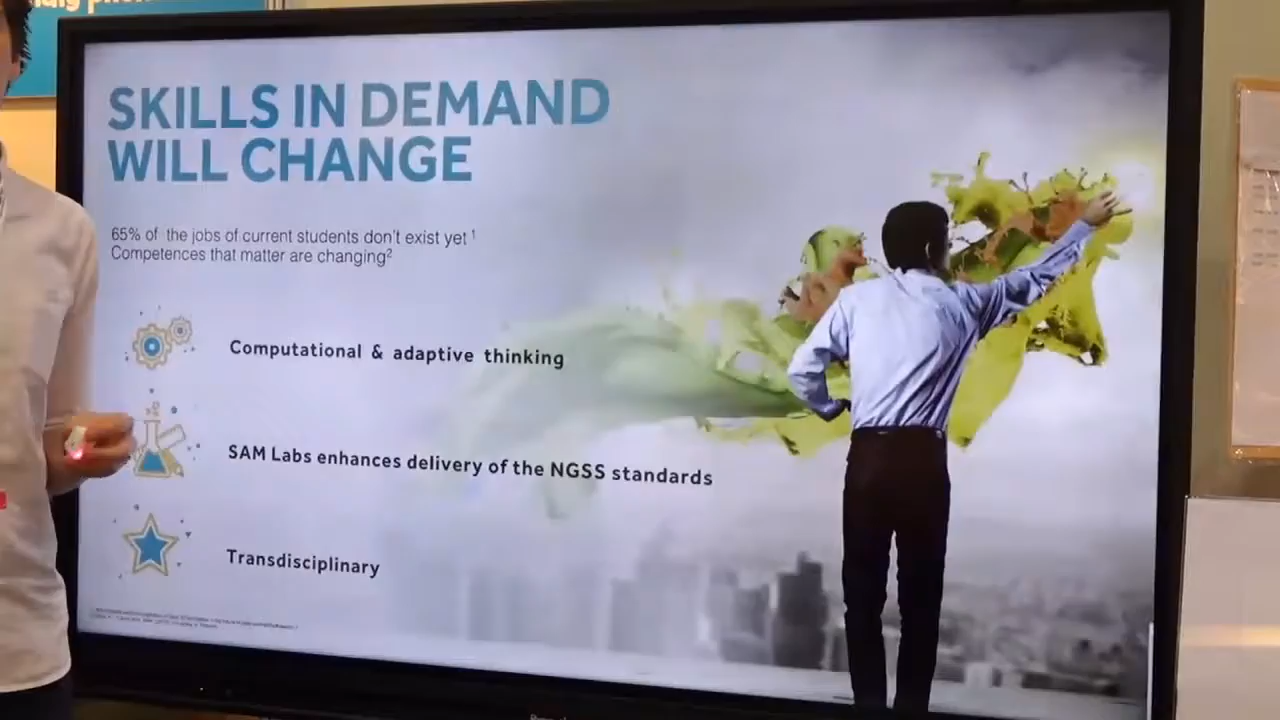 SKILLS IN DEMAND
WILL CHANGE
65% of the jobs of current students don't exist yet 1
Competences that matter are changing2
Computational & adaptive thinking
SAM Labs enhances delivery of the NGSS standards
Transdisciplinary